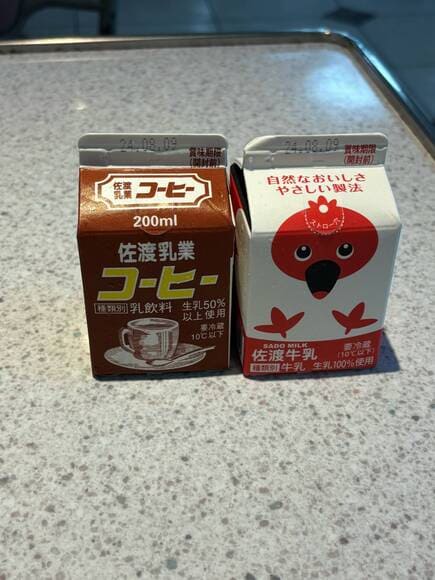 24.08.09
賞味期限
(開封前)
佐渡
乳業
コーヒー
200ml
佐渡乳業
コーヒー
種類別 乳飲料
生乳50%
以上使用
要冷蔵
10℃以下
24.08.09
賞味期限
(開封前)
自然なおいしさ
やさしい製法
ストロー穴
SADO MILK
佐渡牛乳
要冷蔵
(10℃以下)
種類別 牛乳 生乳100%使用